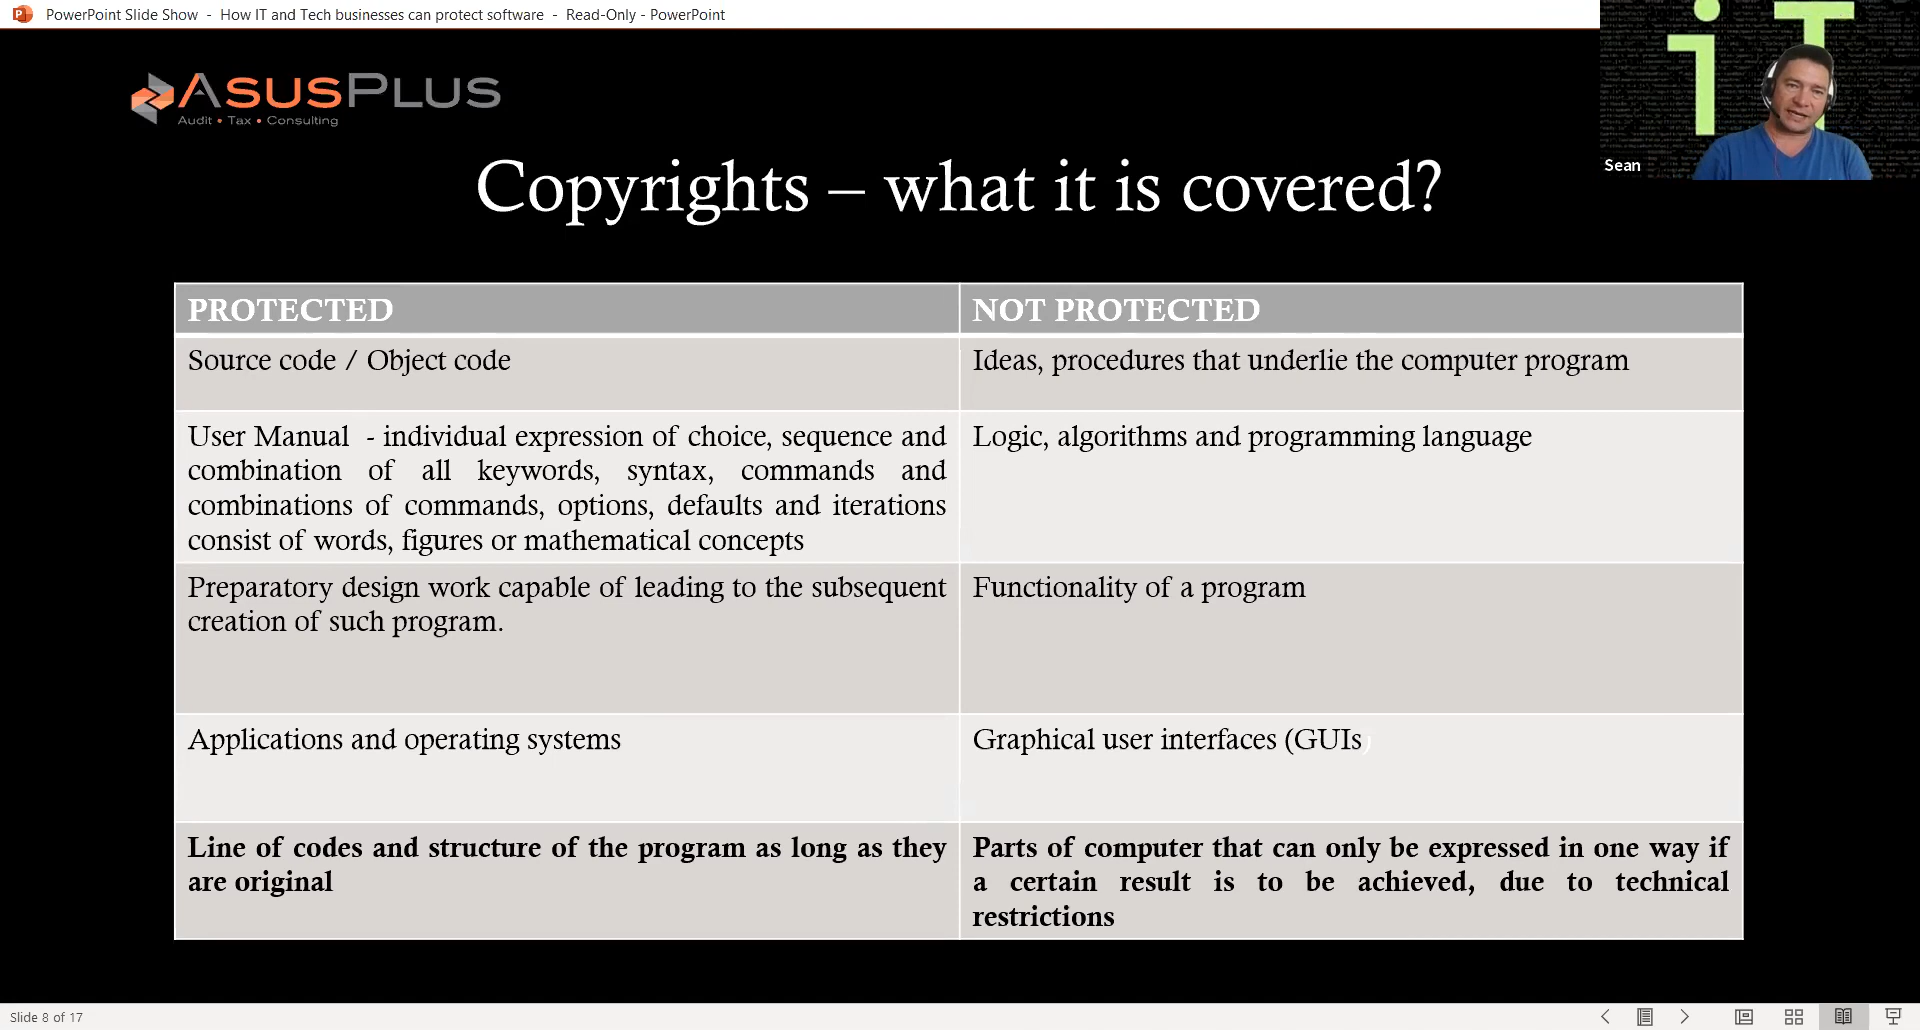 PowerPoint Slide Show - How IT and Tech businesses can protect software - Read-Only - PowerPoint
iT
Sean
ASUSPLUS
Audit • Tax • Consulting
Copyrights – what it is covered?
PROTECTED
NOT PROTECTED
Source code / Object code
Ideas, procedures that underlie the computer program
User Manual - individual expression of choice, sequence and
combination of all keywords, syntax, commands and
combinations of commands, options, defaults and iterations
consist of words, figures or mathematical concepts
Logic, algorithms and programming language
Preparatory design work capable of leading to the subsequent
creation of such program.
Functionality of a program
Applications and operating systems
Graphical user interfaces (GUIs)
Line of codes and structure of the program as long as they
are original
Parts of computer that can only be expressed in one way if
a certain result is to be achieved, due to technical
restrictions
Slide 8 of 17